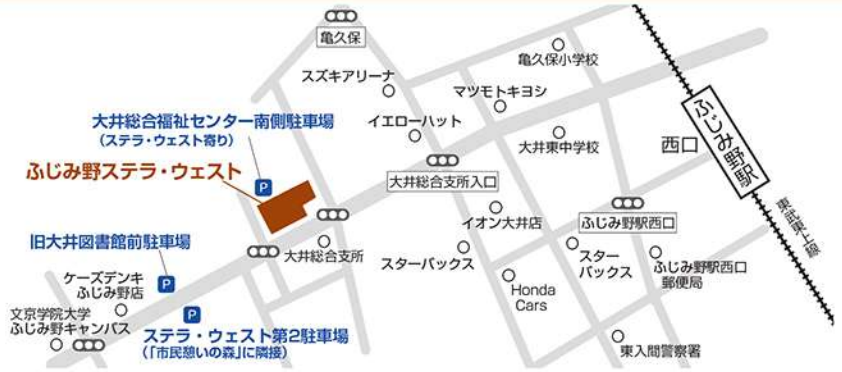 亀久保
亀久保小学校
スズキアリーナ
マツモトキヨシ
大井総合福祉センター南側駐車場
(ステラ・ウェスト寄り)
イエローハット
大井東中学校
西口
ふじみ野駅
ふじみ野ステラ・ウェスト
大井総合支所入口
イオン大井店
ふじみ野駅西口
東武東上線
旧大井図書館前駐車場
大井総合支所
スターバックス
スター
バックス
ふじみ野駅西口
郵便局
ケーズデンキ
ふじみ野店
Honda
Cars
文京学院大学
ふじみ野キャンパス
ステラ・ウェスト第2駐車場
(「市民憩いの森」に隣接)
東入間警察署
P
P
P